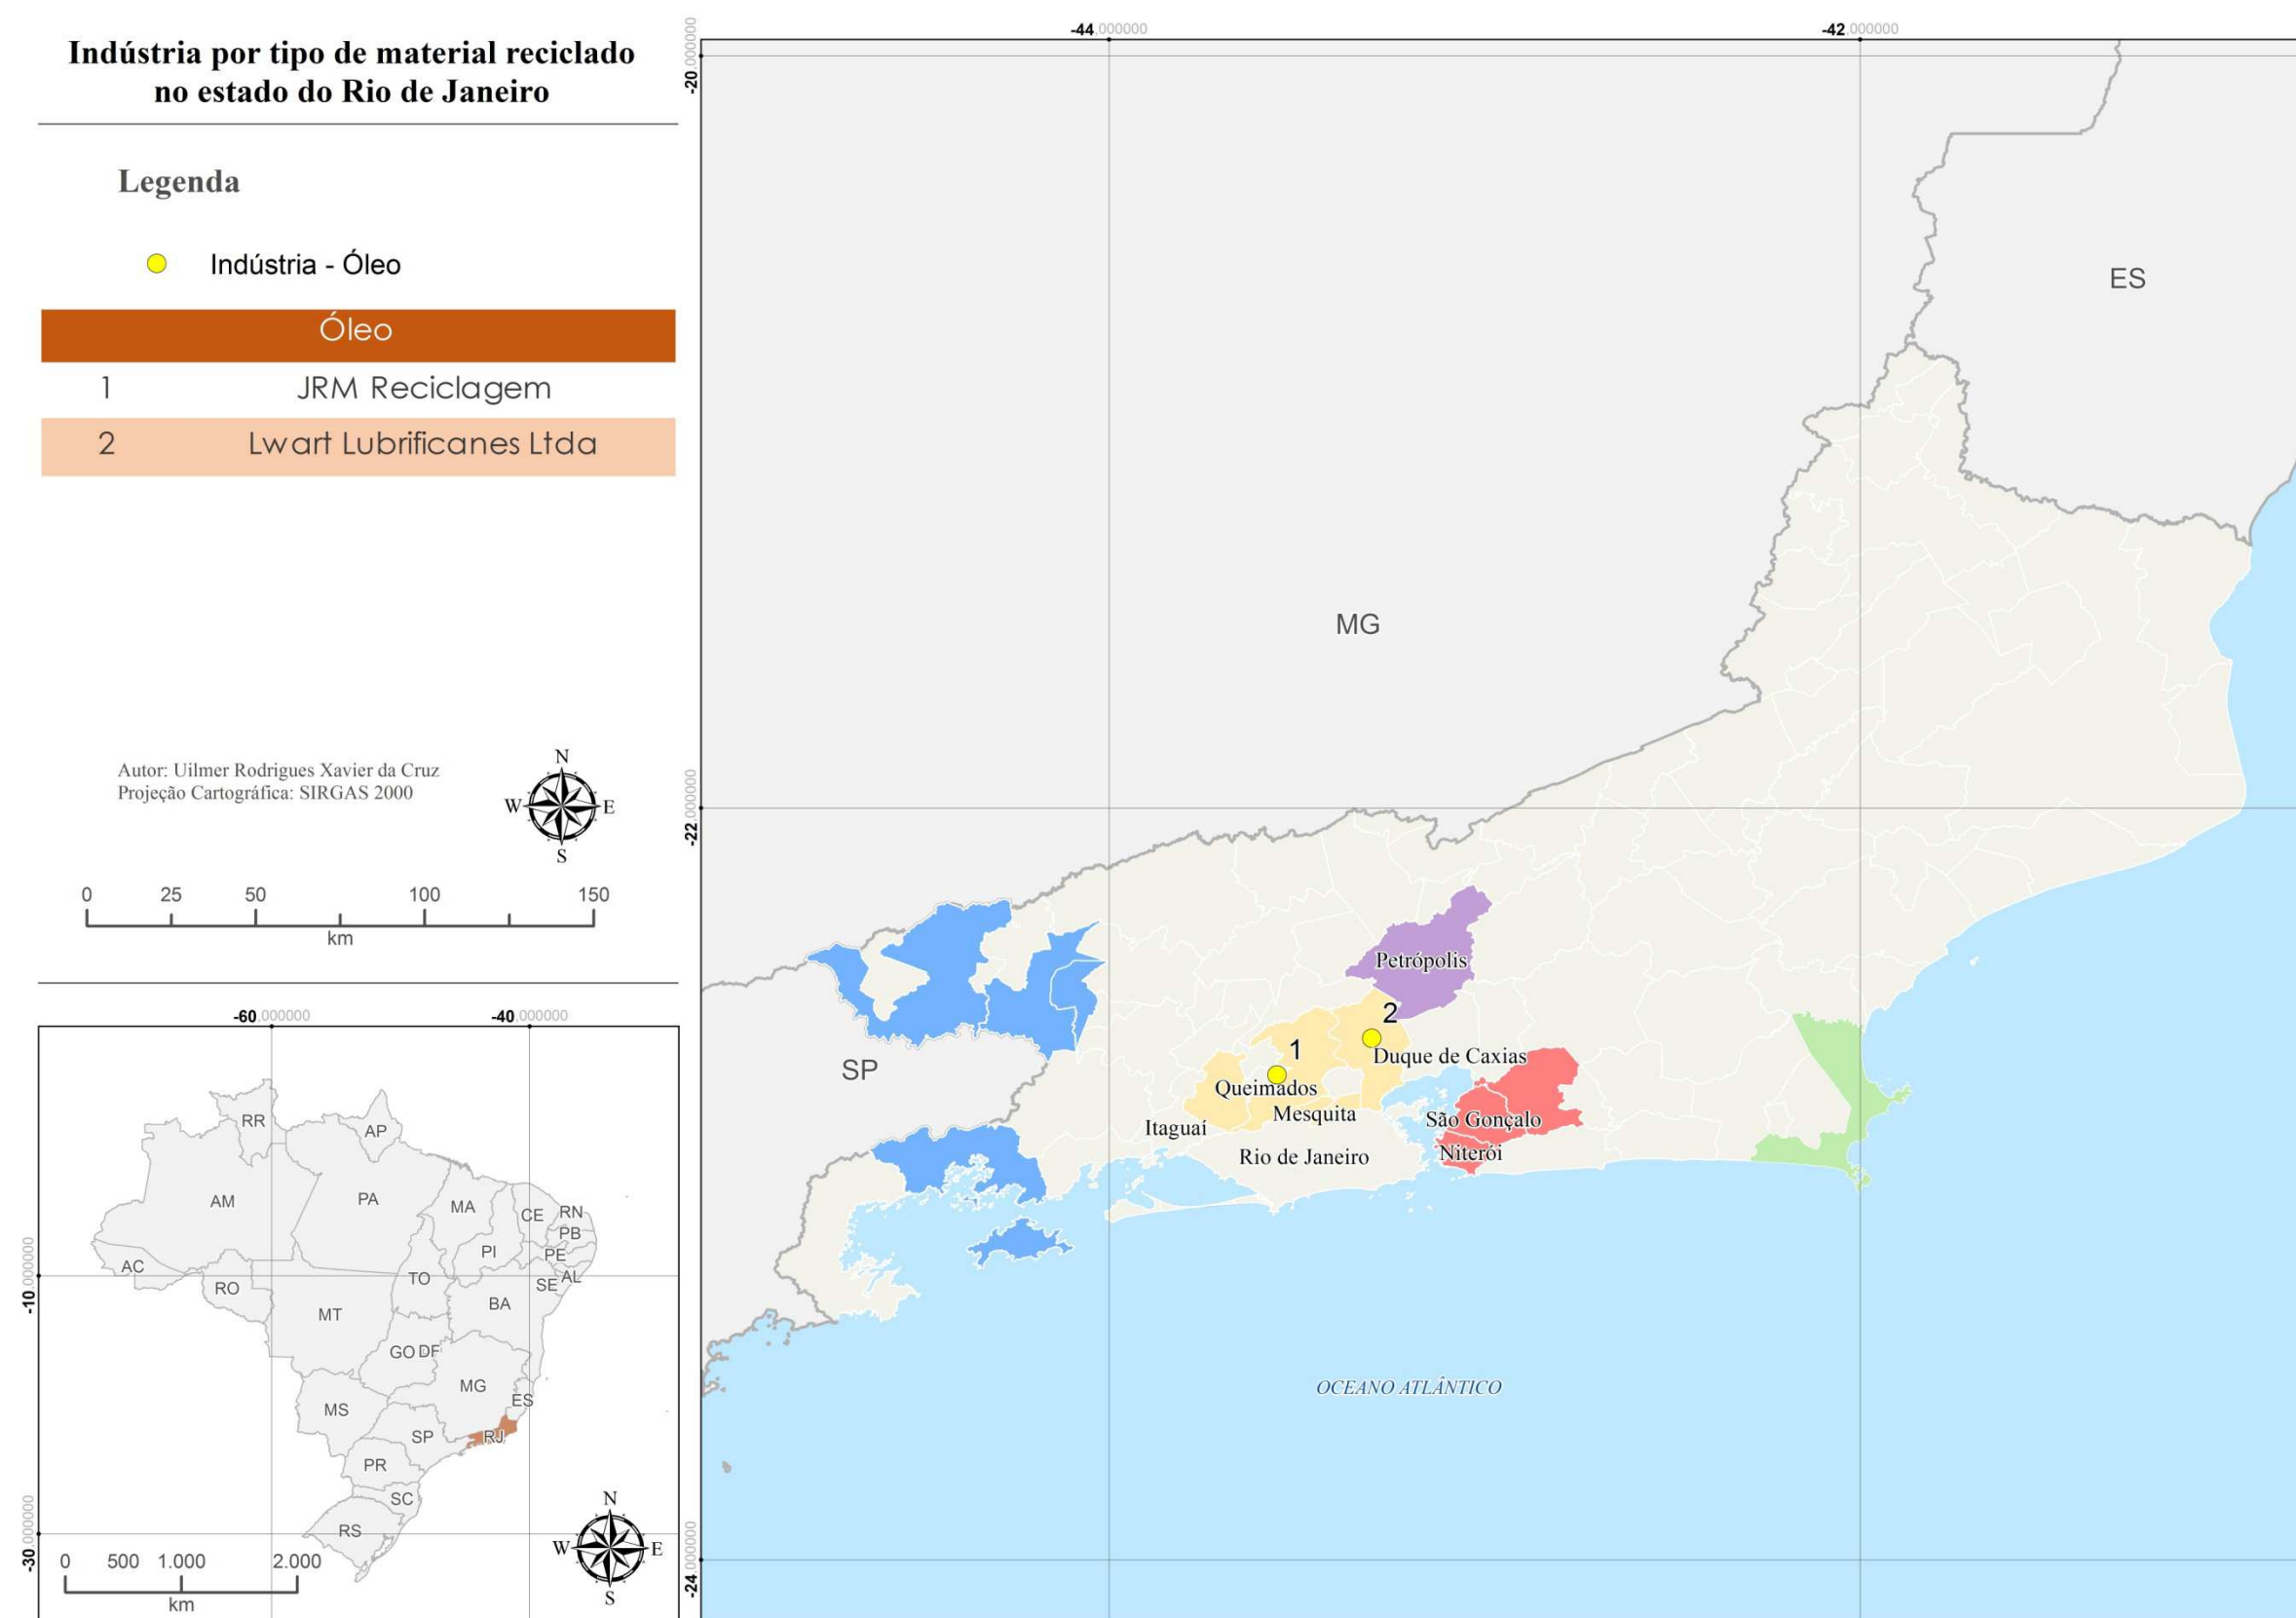 Indústria por tipo de material reciclado
no estado do Rio de Janeiro
Legenda
Indústria - Óleo
Óleo
1 JRM Reciclagem
2 Lwart Lubrificanes Ltda
Autor: Uilmer Rodrigues Xavier da Cruz
Projeção Cartográfica: SIRGAS 2000
N
W E
S
0 25 50 100 150
km
-60,000000 -40,000000
-10,000000
-30,000000
RR
AP
AM
PA
MA
CE
RN
PB
PI
PE
AC
RO
TO
SE
AL
MT
BA
GO DF
MG
ES
MS
SP
RJ
PR
SC
RS
0 500 1.000 2.000
km
N
W E
S
-44,000000 -42,000000
-20,000000
-22,000000
-24,000000
ES
MG
SP
Petrópolis
2
Duque de Caxias
1
Queimados
Mesquita
Itaguaí
São Gonçalo
Niterói
Rio de Janeiro
OCEANO ATLÂNTICO